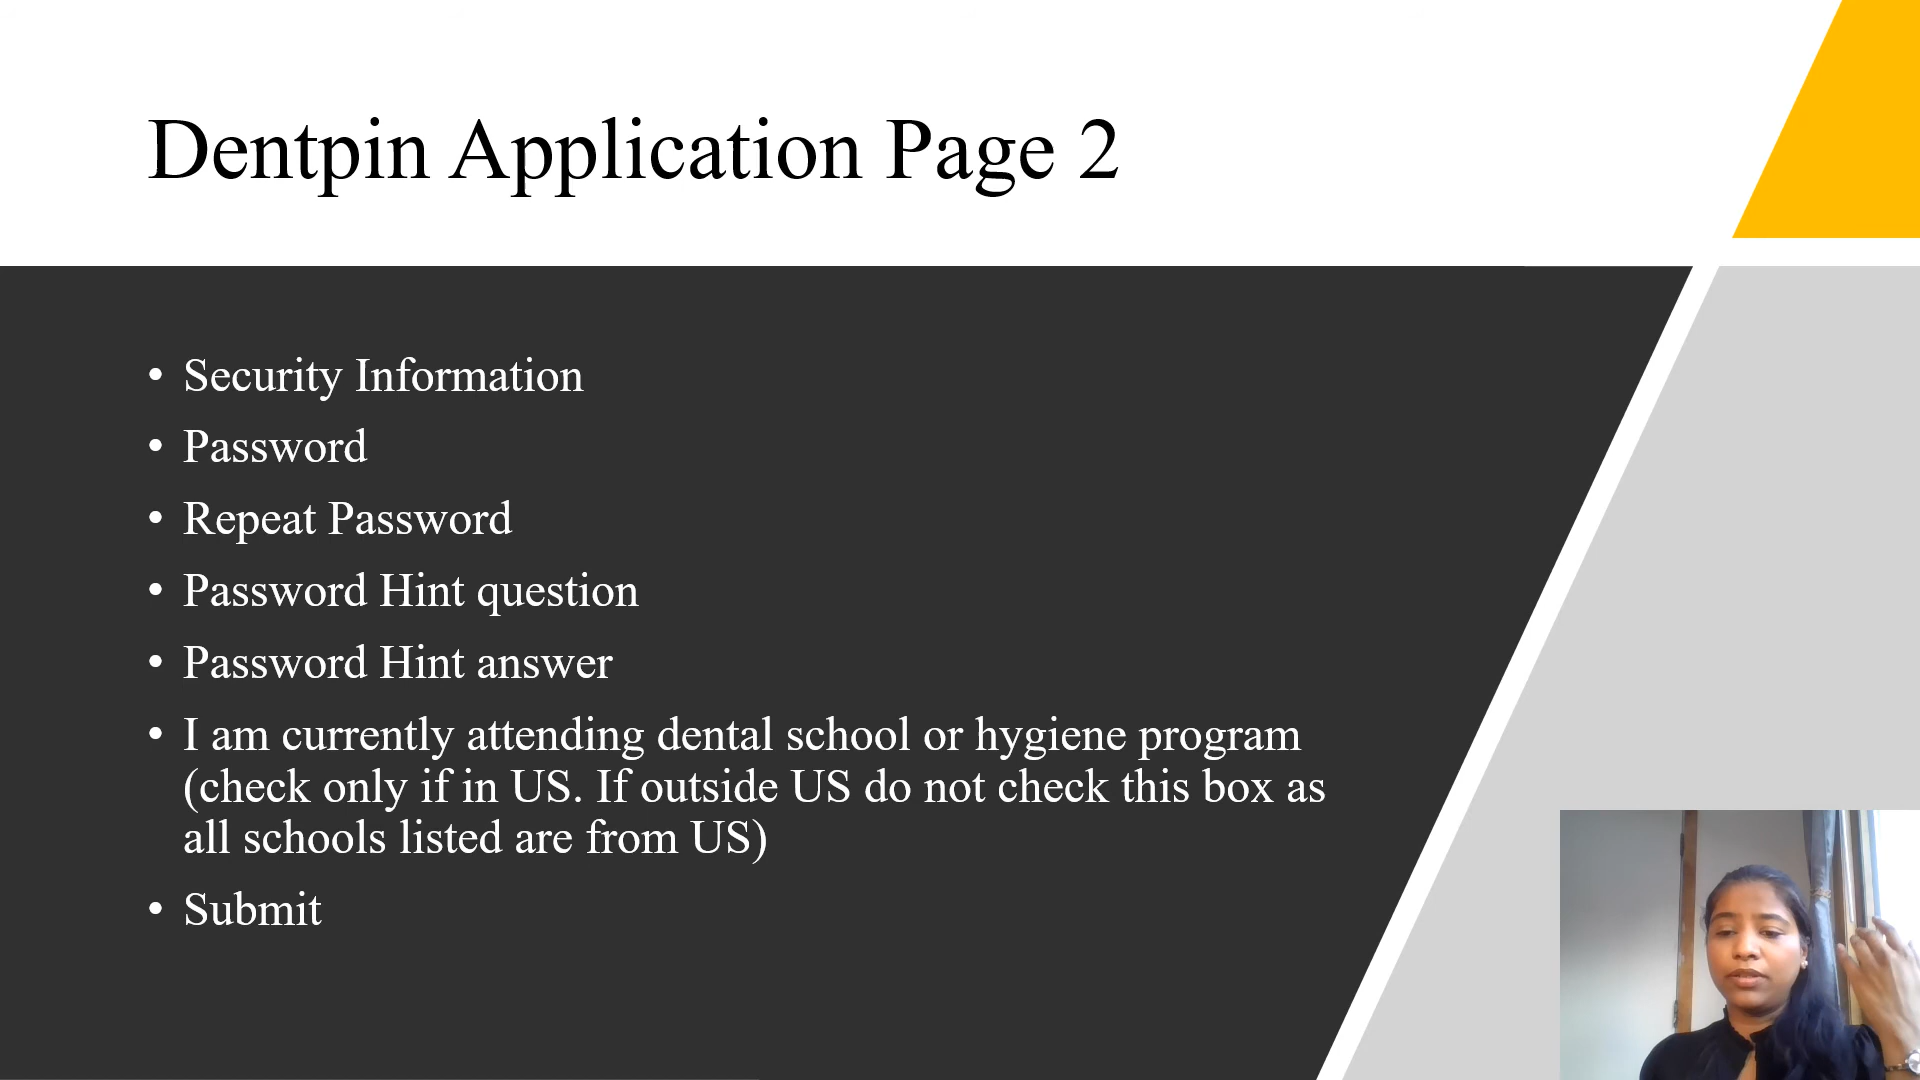 Dentpin Application Page 2
• Security Information
• Password
• Repeat Password
• Password Hint question
• Password Hint answer
• I am currently attending dental school or hygiene program
(check only if in US. If outside US do not check this box as
all schools listed are from US)
• Submit